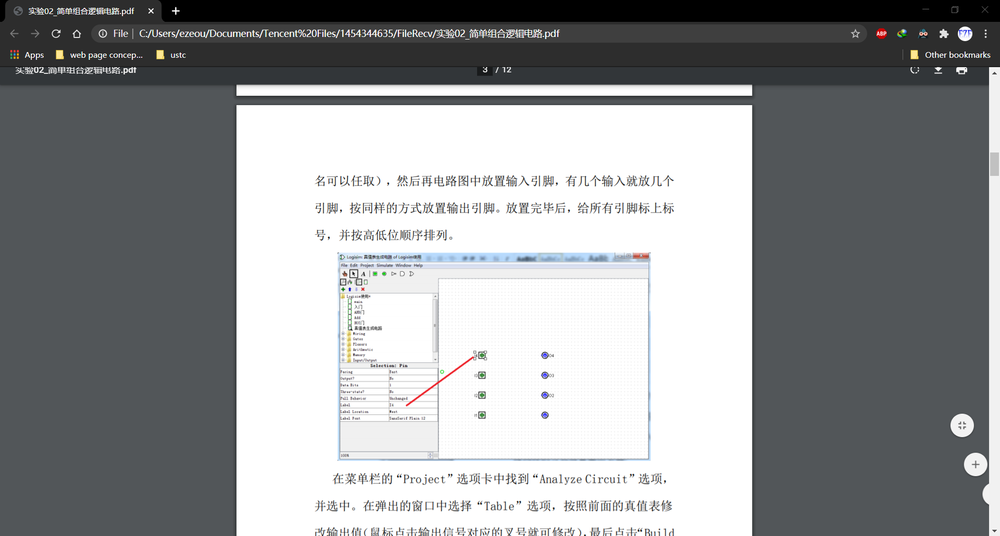 实验02_简单组合逻辑电路.pdf
File C:/Users/ezeou/Documents/Tencent%20Files/1454344635/FileRecv/实验02_简单组合逻辑电路.pdf
ABP
EZE
Apps web page concep... ustc Other bookmarks
实验02_简单组合逻辑电路.pdf 3 / 12
名可以任取），然后再电路图中放置输入引脚，有几个输入就放几个
引脚，按同样的方式放置输出引脚。放置完毕后，给所有引脚标上标
号，并按高低位顺序排列。
Logisim: 真值表生成电路 of Logisim使用
File Edit Project Simulate Window Help
A
Logisim使用*
main
入门
AND门
Add
NOT门
真值表生成电路
Wiring
Gates
Plexers
Arithmetic
Memory
Input/Output
Selection: Pin
Facing East
Output? No
Data Bits 1
Three-state? No
Pull Behavior Unchanged
Label I4
Label Location West
Label Font SansSerif Plain 12
100%
I4 O4
I3 O3
I2 O2
I1
在菜单栏的“Project”选项卡中找到“Analyze Circuit”选项，
并选中。在弹出的窗口中选择“Table”选项，按照前面的真值表修
改输出值（鼠标点击输出信号对应的叉号就可修改），最后点击“Build